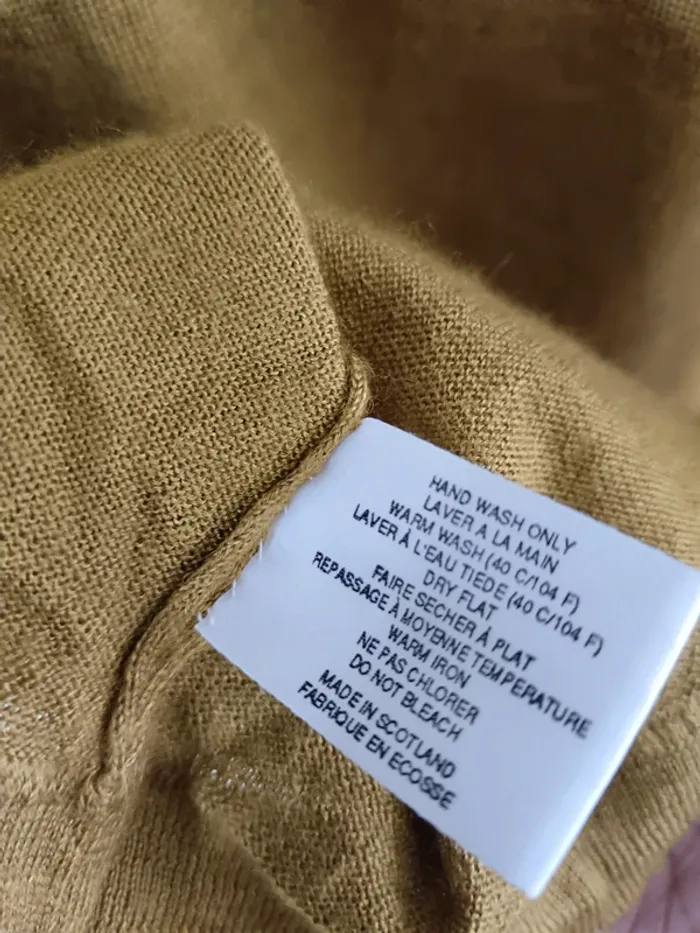 HAND WASH ONLY
LAVER A LA MAIN
WARM WASH (40 C/104 F)
LAVER À L'EAU TIEDE (40 C/104 F)
DRY FLAT
FAIRE SECHER À PLAT
REPASSAGE À MOYENNE TEMPERATURE
WARM IRON
NE PAS CHLORER
DO NOT BLEACH
MADE IN SCOTLAND
FABRIQUE EN ECOSSE